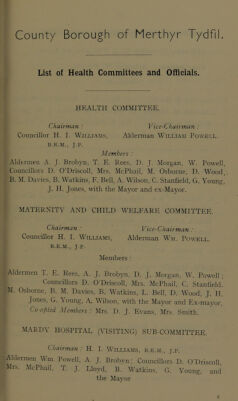 County Borough of Merthyr Tydfil.
List of Health Committees and Officials.
HEALTH COMMITTEE.
Chairman : Vice-Chairman :
Councillor H. I. WILLIAMS, Alderman WILLIAM POWELL.
B.E.M., J.P.
Members :
Aldermen A. J. Brobyn, T. E. Rees, D. J. Morgan, W. Powell,
Councillors D. O'Driscoll, Mrs. McPhail, M. Osborne, D. Wood,
B. M. Davies, B. Watkins, F. Bell, A. Wilson, C. Stanfield, G. Young,
J. H. Jones, with the Mayor and ex-Mayor.
MATERNITY AND CHILD WELFARE COMMITTEE.
Chairman : Vice-Chairman :
Councillor H. I. WILLIAMS, Alderman WM. POWELL.
B.E.M., J.P.
Members :
Aldermen T. E. Rees, A. J. Brobyn, D. J. Morgan, W. Powell ;
Councillors D. O'Driscoll, Mrs. McPhail, C. Stanfield,
M. Osborne, B. M. Davies, B. Watkins, L. Bell, D. Wood, J. H.
Jones, G. Young, A. Wilson, with the Mayor and Ex-mayor.
Co-opted Members : Mrs. D. J. Evans, Mrs. Smith.
MARDY HOSPITAL (VISITING) SUB-COMMITTEE.
Chairman : H. I. WILLIAMS, B.E.M., J.P.
Aldermen Wm. Powell, A. J. Brobyn ; Councillors D. O'Driscoll,
Mrs. McPhail, T. J. Lloyd, B. Watkins, G. Young, and
the Mayor